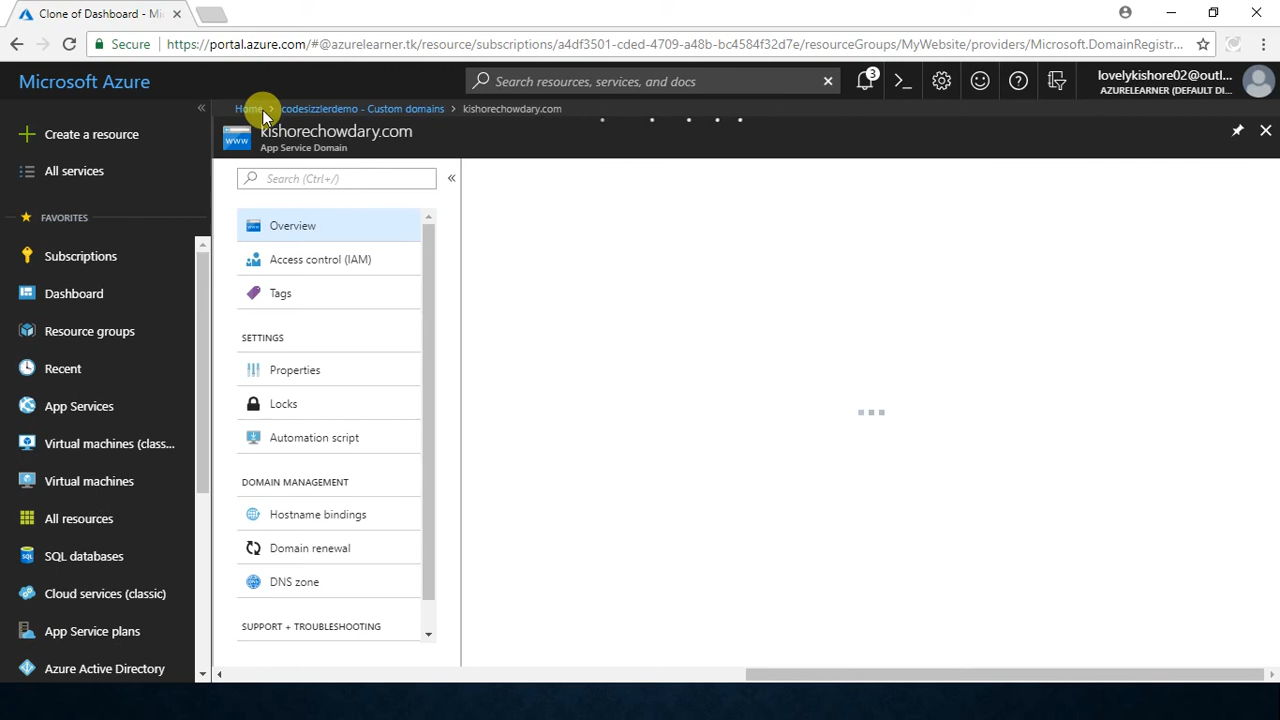 Clone of Dashboard - Mi
Secure
https://portal.azure.com/#@azurelearner.tk/resource/subscriptions/a4df3501-cded-4709-a48b-bc4584f32d7e/resourceGroups/MyWebsite/providers/Microsoft.DomainRegistr...
Microsoft Azure
Search resources, services, and docs
3
lovelykishore02@outl...
AZURELEARNER (DEFAULT DI...
Home > codesizzlerdemo - Custom domains > kishorechowdary.com
www
kishorechowdary.com
App Service Domain
Create a resource
All services
FAVORITES
Subscriptions
Dashboard
Resource groups
Recent
App Services
Virtual machines (class...
Virtual machines
All resources
SQL databases
Cloud services (classic)
App Service plans
Azure Active Directory
Search (Ctrl+/)
Overview
Access control (IAM)
Tags
SETTINGS
Properties
Locks
Automation script
DOMAIN MANAGEMENT
Hostname bindings
Domain renewal
DNS zone
SUPPORT + TROUBLESHOOTING